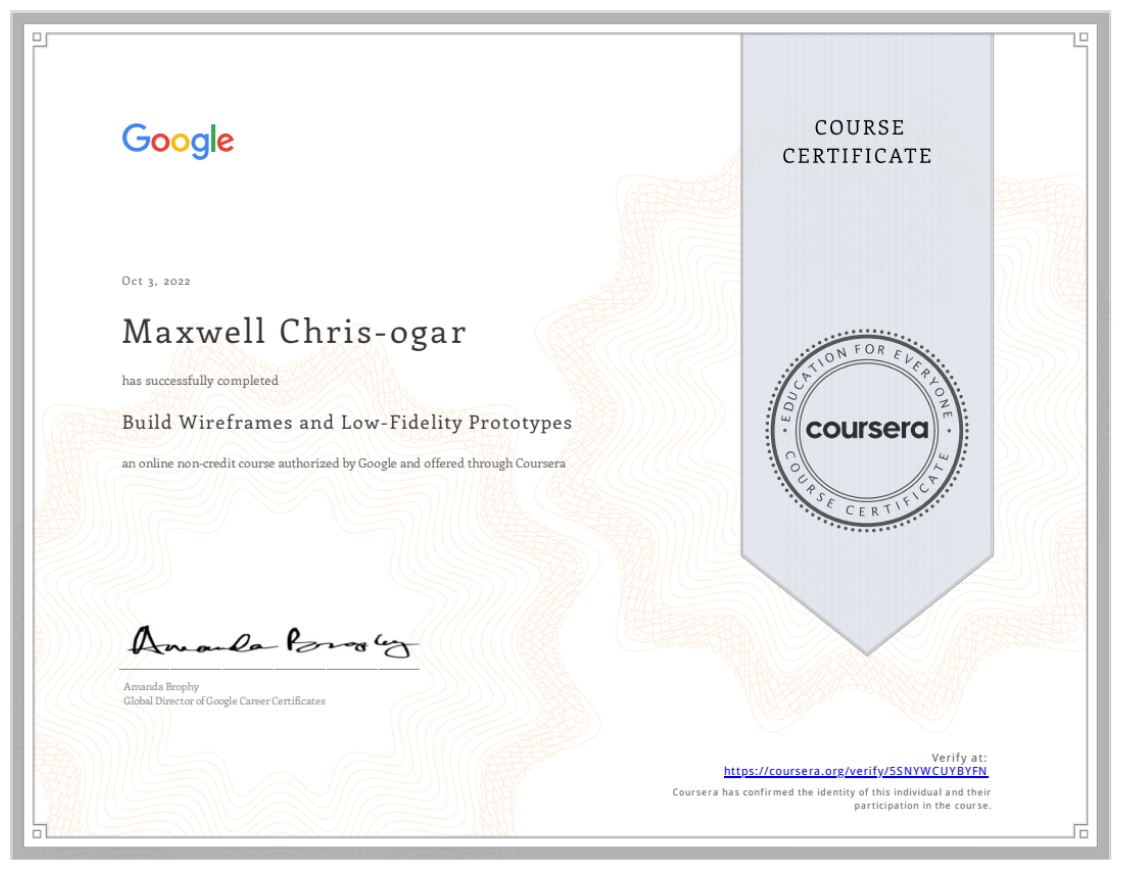 Google
COURSE
CERTIFICATE
Oct 3, 2022
Maxwell Chris-ogar
has successfully completed
Build Wireframes and Low-Fidelity Prototypes
an online non-credit course authorized by Google and offered through Coursera
EDUCATION FOR EVERYONE
coursera
COURSE CERTIFICATE
Amanda Brophy
Amanda Brophy
Global Director of Google Career Certificates
Verify at:
https://coursera.org/verify/5SNYWCUYBYFN
Coursera has confirmed the identity of this individual and their
participation in the course.